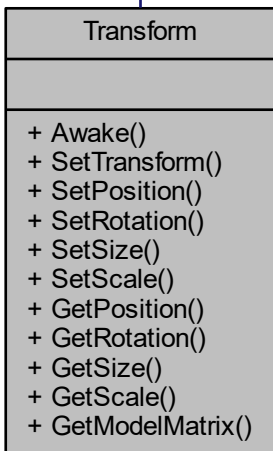 Transform
+ Awake()
+ SetTransform()
+ SetPosition()
+ SetRotation()
+ SetSize()
+ SetScale()
+ GetPosition()
+ GetRotation()
+ GetSize()
+ GetScale()
+ GetModelMatrix()